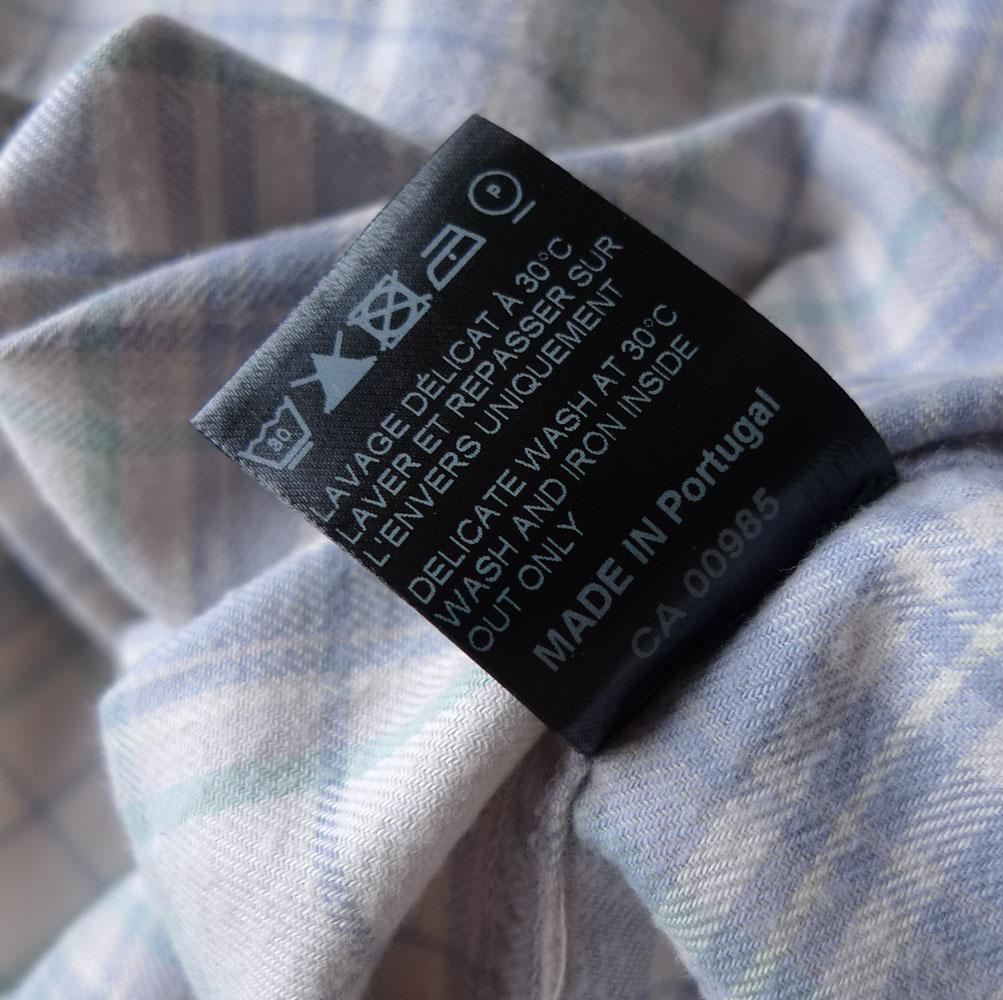 P
30
LAVAGE DÉLICAT À 30°C
LAVER ET REPASSER SUR
L'ENVERS UNIQUEMENT
DELICATE WASH AT 30°C
WASH AND IRON INSIDE
OUT ONLY
MADE IN Portugal
CA 00985